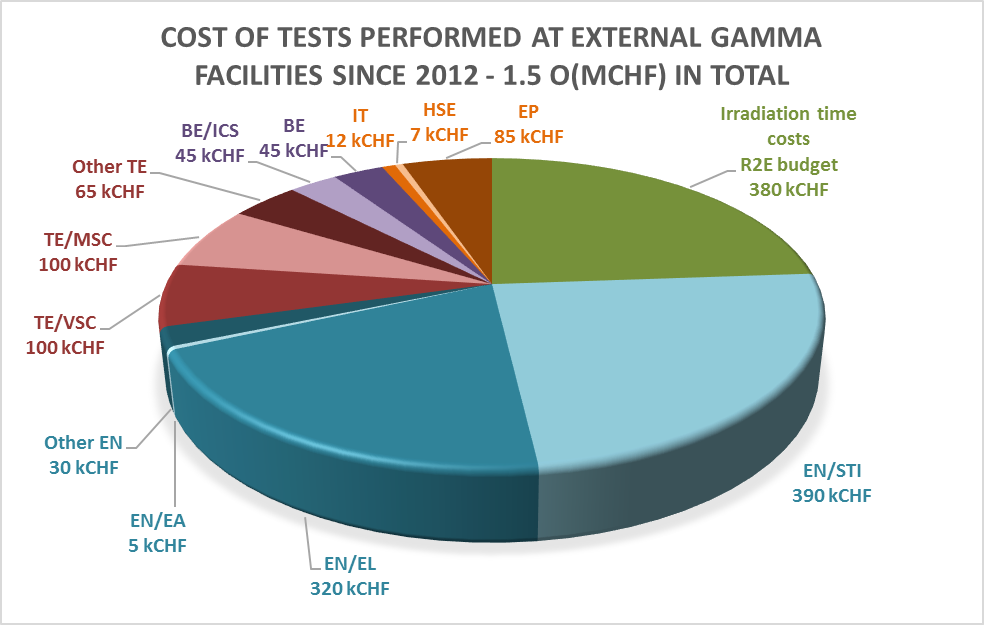 COST OF TESTS PERFORMED AT EXTERNAL GAMMA
FACILITIES SINCE 2012 - 1.5 O(MCHF) IN TOTAL
Irradiation time
costs
R2E budget
380 kCHF
EN/STI
390 kCHF
EN/EL
320 kCHF
EN/EA
5 kCHF
Other EN
30 kCHF
TE/VSC
100 kCHF
TE/MSC
100 kCHF
Other TE
65 kCHF
BE/ICS
45 kCHF
BE
45 kCHF
IT
12 kCHF
HSE
7 kCHF
EP
85 kCHF